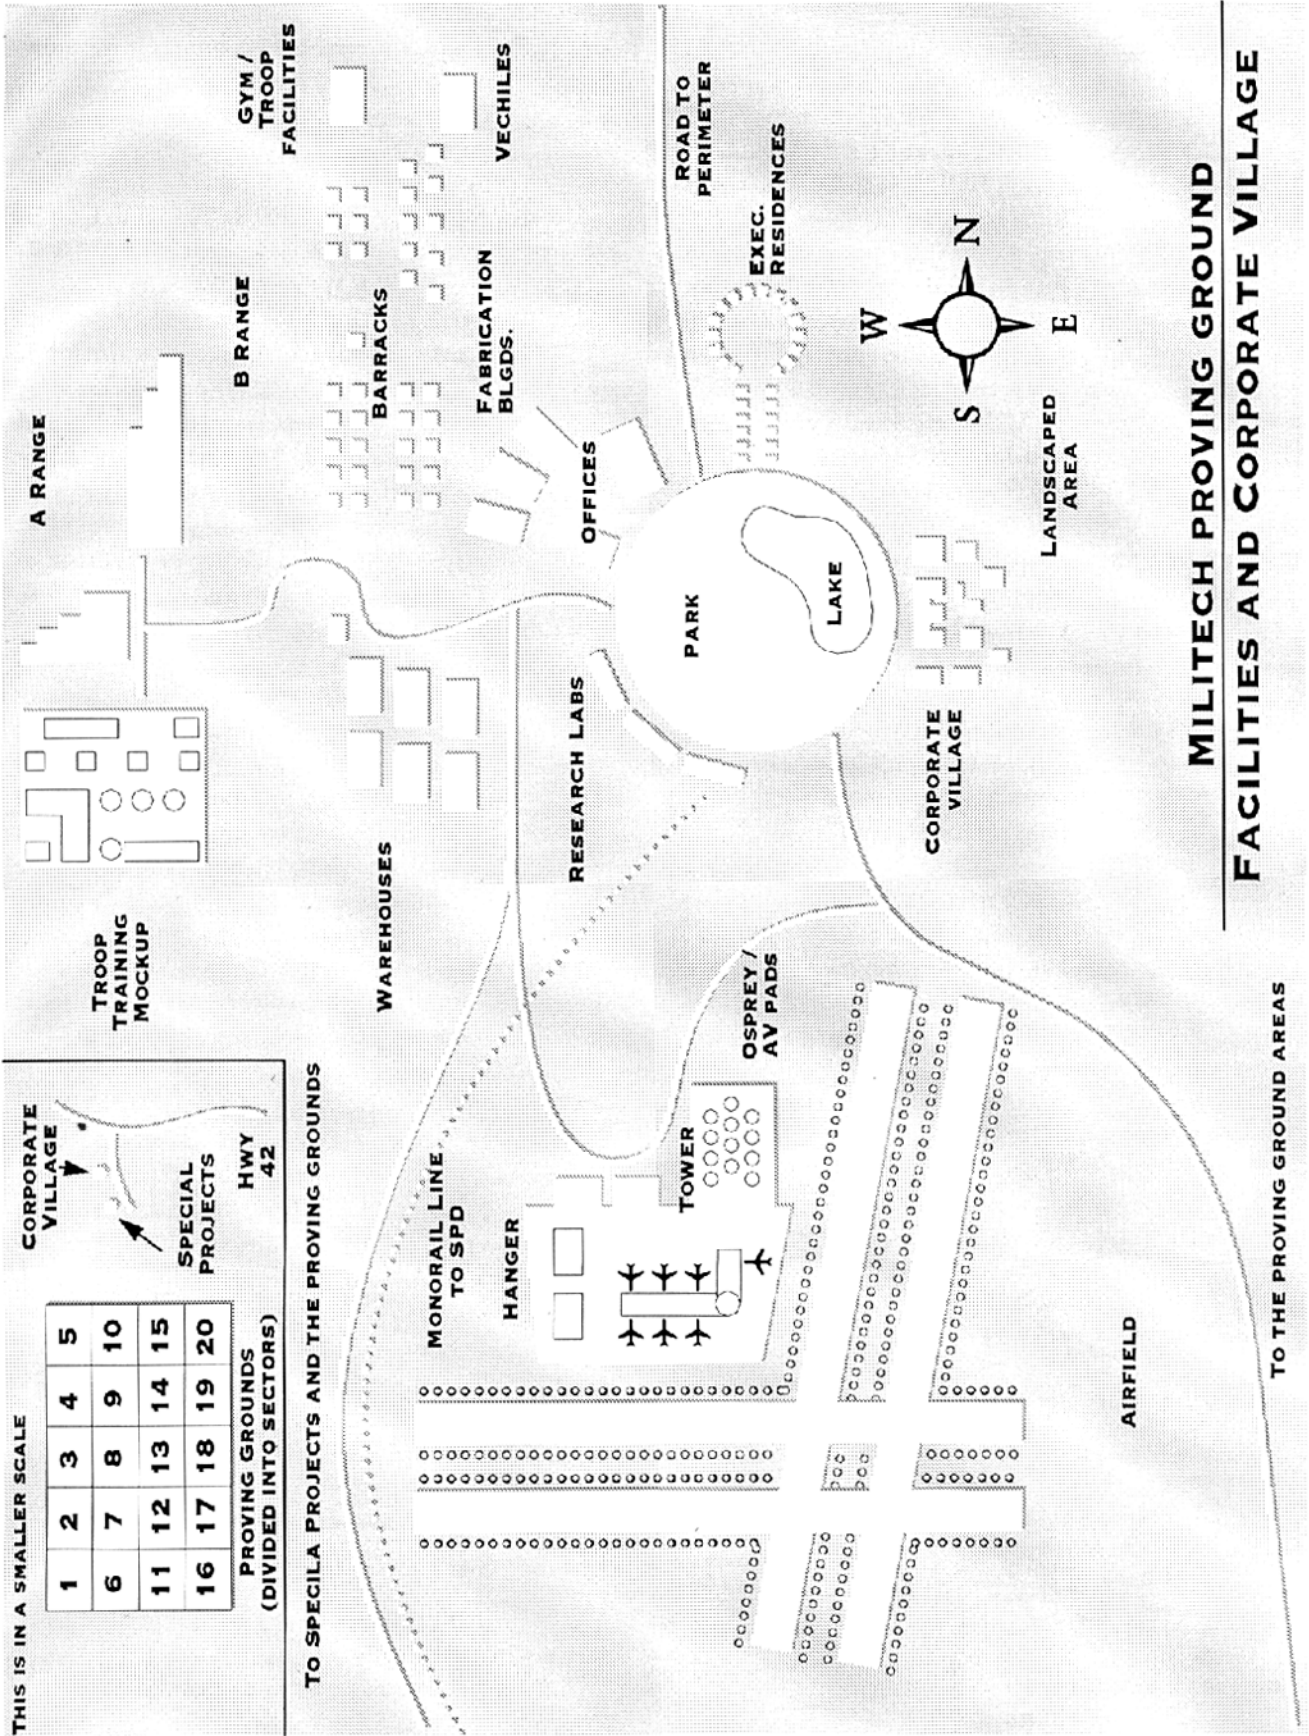 THIS IS IN A SMALLER SCALE
1 2 3 4 5
6 7 8 9 10
11 12 13 14 15
16 17 18 19 20
PROVING GROUNDS
(DIVIDED INTO SECTORS)
CORPORATE
VILLAGE
SPECIAL
PROJECTS
HWY
42
TO SPECILA PROJECTS AND THE PROVING GROUNDS
TROOP
TRAINING
MOCKUP
A RANGE
B RANGE
GYM /
TROOP
FACILITIES
BARRACKS
VECHILES
WAREHOUSES
FABRICATION
BLGDS.
OFFICES
RESEARCH LABS
MONORAIL LINE
TO SPD
HANGER
TOWER
OSPREY /
AV PADS
PARK
LAKE
ROAD TO
PERIMETER
EXEC.
RESIDENCES
W
N
S
E
CORPORATE
VILLAGE
LANDSCAPED
AREA
AIRFIELD
TO THE PROVING GROUND AREAS
MILITECH PROVING GROUND
FACILITIES AND CORPORATE VILLAGE